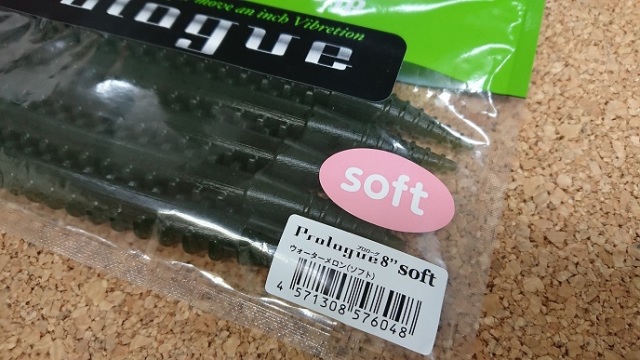 move an inch Vibretion
Prologue
soft
プロローグ
Prologue 8" soft
ウォーターメロン(ソフト)
4 571308 576048